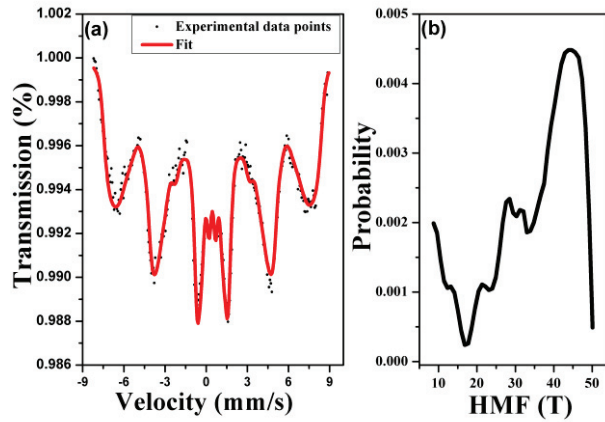 (a)
Experimental data points
Fit
1.002
1.000
0.998
0.996
0.994
0.992
0.990
0.988
0.986
Transmission (%)
-9 -6 -3 0 3 6 9
Velocity (mm/s)
(b)
0.005
0.004
0.003
0.002
0.001
0.000
Probability
10 20 30 40 50
HMF (T)